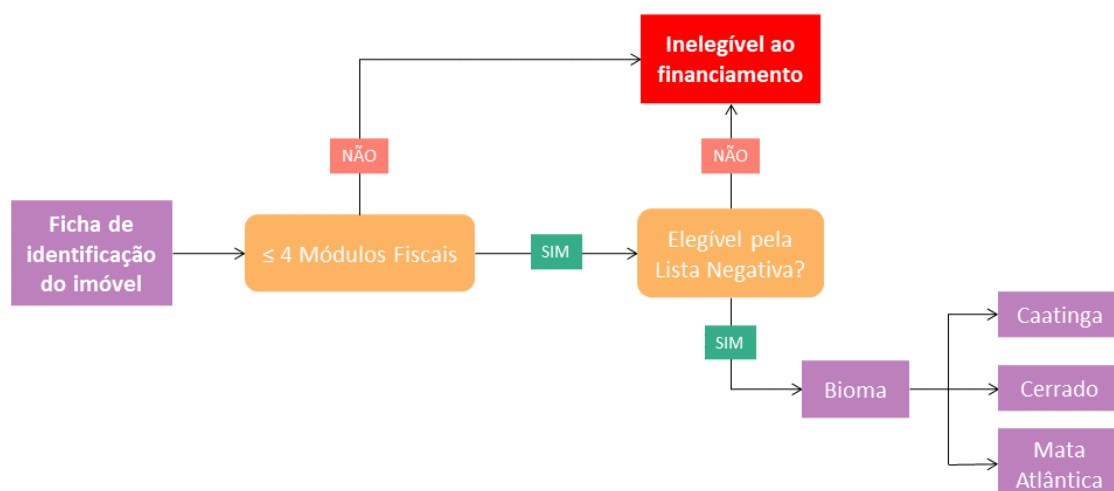 Inelegível ao
financiamento
NÃO
NÃO
Ficha de
identificação
do imóvel
≤ 4 Módulos Fiscais
SIM
Elegível pela
Lista Negativa?
SIM
Bioma
Caatinga
Cerrado
Mata
Atlântica